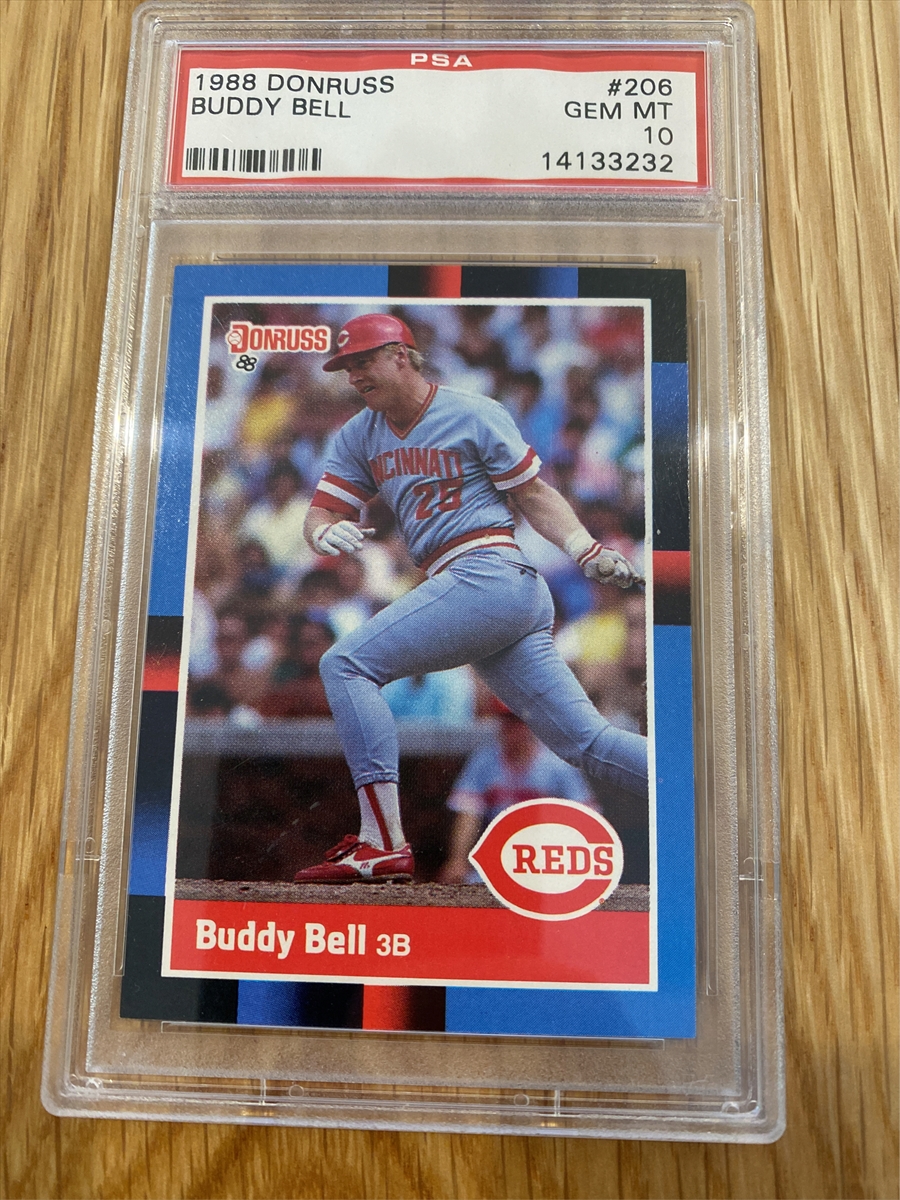 PSA
1988 DONRUSS #206
BUDDY BELL GEM MT
10
14133232
DONRUSS
88
CINCINNATI
25
REDS
Buddy Bell 3B